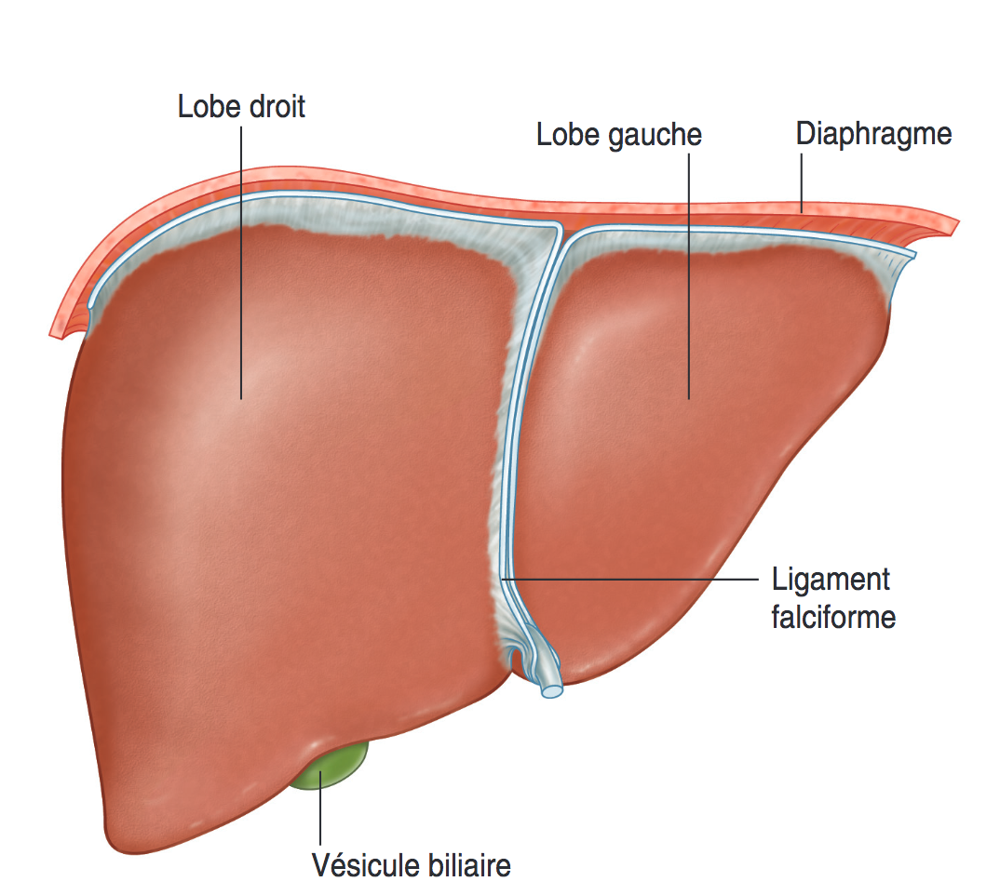 Lobe droit
Lobe gauche
Diaphragme
Ligament
falciforme
Vésicule biliaire